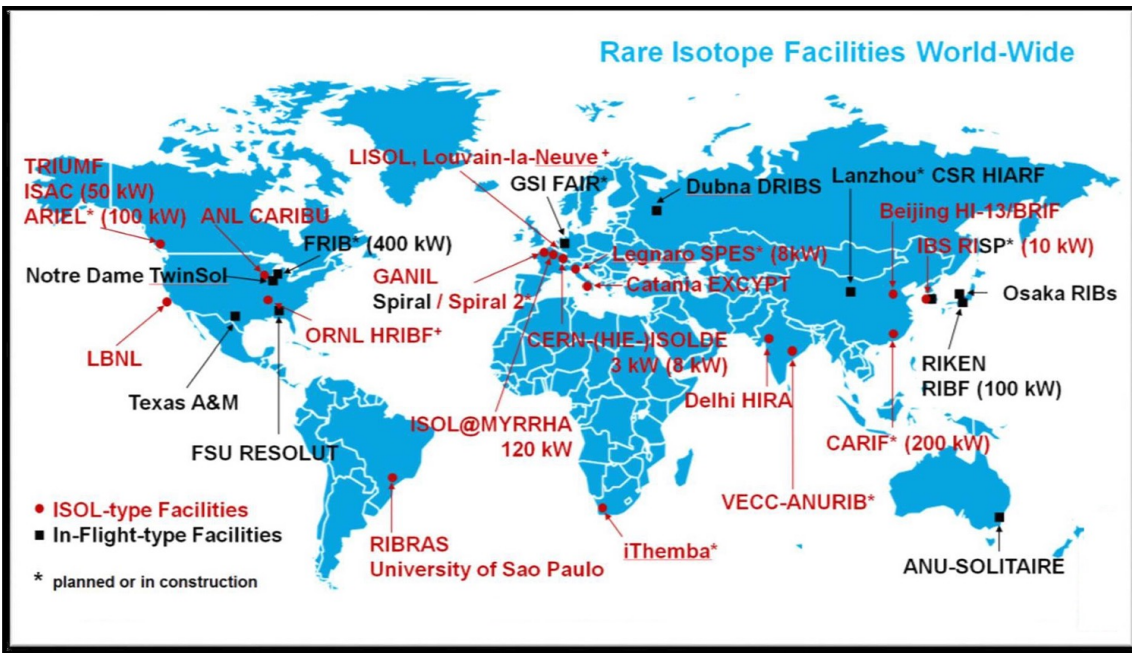 Rare Isotope Facilities World-Wide
TRIUMF
ISAC (50 kW)
ARIEL* (100 kW)
ANL CARIBU
FRIB* (400 kW)
Notre Dame TwinSol
LBNL
ORNL HRIBF+
Texas A&M
FSU RESOLUT
LISOL, Louvain-la-Neuve+
GSI FAIR*
GANIL
Spiral / Spiral 2*
Legnaro SPES* (8kW)
Catania EXCYPT
CERN-(HIE-)ISOLDE
3 kW (8 kW)
ISOL@MYRRHA
120 kW
Dubna DRIBS
Lanzhou* CSR HIARF
Beijing HI-13/BRIF
IBS RISP* (10 kW)
Osaka RIBs
RIKEN
RIBF (100 kW)
Delhi HIRA
CARIF* (200 kW)
VECC-ANURIB*
iThemba*
ANU-SOLITAIRE
RIBRAS
University of Sao Paulo
ISOL-type Facilities
In-Flight-type Facilities
* planned or in construction